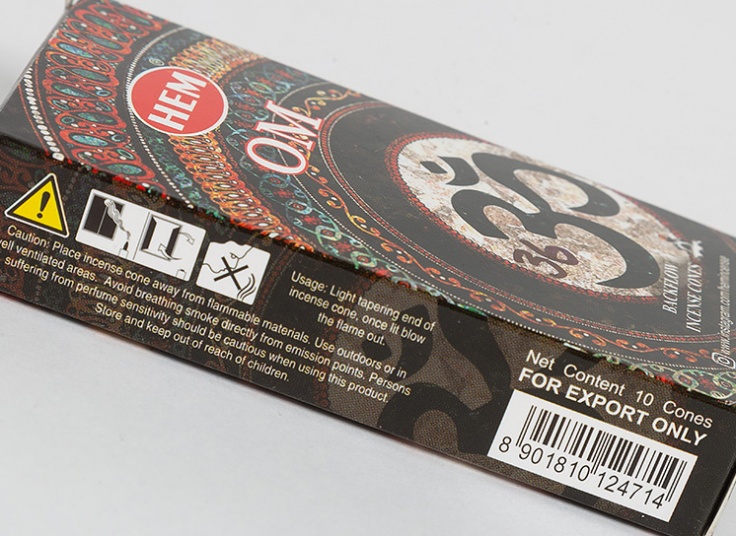 HEM
®
OM
ॐ
36
BACKFLOW
INCENSE CONES
Caution: Place incense cone away from flammable materials. Use outdoors or in
well ventilated areas. Avoid breathing smoke directly from emission points. Persons
suffering from perfume sensitivity should be cautious when using this product.
Store and keep out of reach of children.
Usage: Light tapering end of
incense cone, once lit blow
the flame out.
Net Content 10 Cones
FOR EXPORT ONLY
8 901810 124714